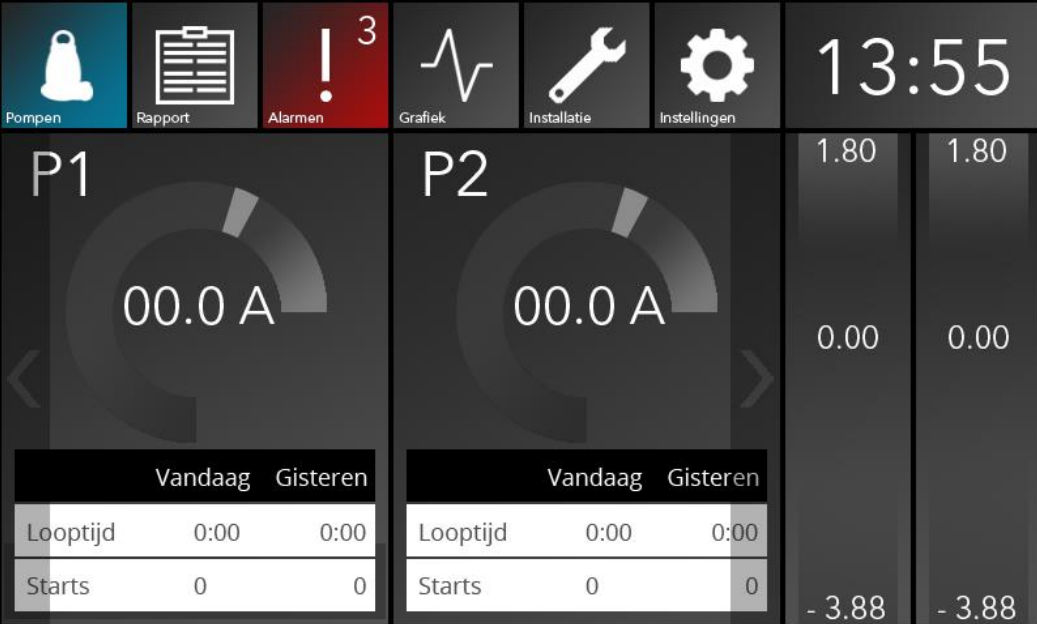 3
13:55
Pompen
Rapport
Alarmen
Grafiek
Installatie
Instellingen
P1
00.0 A
Vandaag Gisteren
Looptijd 0:00 0:00
Starts 0 0
P2
00.0 A
Vandaag Gisteren
Looptijd 0:00 0:00
Starts 0 0
1.80 1.80
0.00 0.00
- 3.88 - 3.88